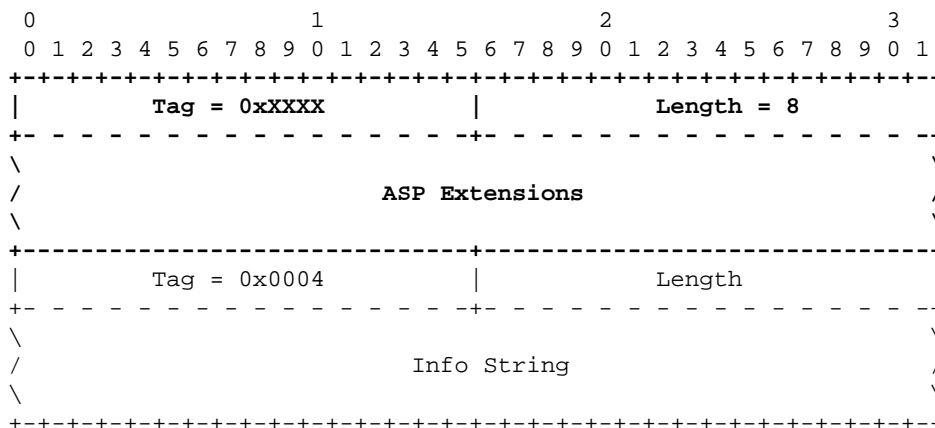 0                   1                   2                   3
0 1 2 3 4 5 6 7 8 9 0 1 2 3 4 5 6 7 8 9 0 1 2 3 4 5 6 7 8 9 0 1
+-+-+-+-+-+-+-+-+-+-+-+-+-+-+-+-+-+-+-+-+-+-+-+-+-+-+-+-+-+-+-+--
|         Tag = 0xXXXX          |            Length = 8
+- - - - - - - - - - - - - - - -+- - - - - - - - - - - - - - - --
\                                                               \
/                         ASP Extensions                        /
\                                                               \
+-------------------------------+--------------------------------
|         Tag = 0x0004          |            Length
+- - - - - - - - - - - - - - - -+- - - - - - - - - - - - - - - --
\                                                               \
/                           Info String                         /
\                                                               \
+-+-+-+-+-+-+-+-+-+-+-+-+-+-+-+-+-+-+-+-+-+-+-+-+-+-+-+-+-+-+-+--